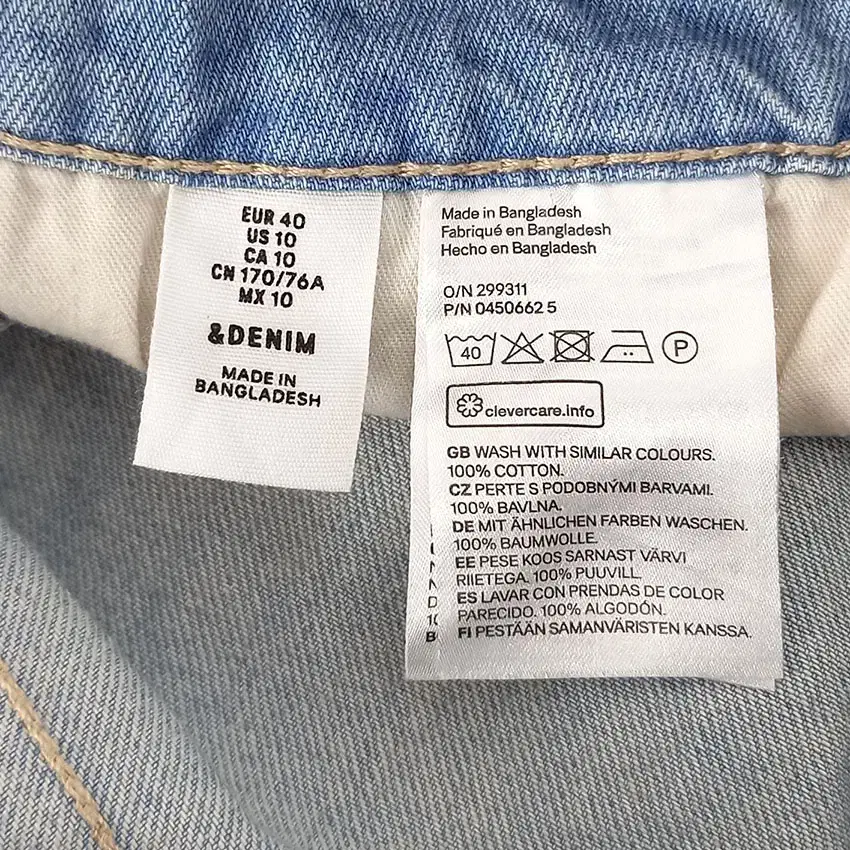 EUR 40
US 10
CA 10
CN 170/76A
MX 10
&DENIM
MADE IN
BANGLADESH
Made in Bangladesh
Fabriqué en Bangladesh
Hecho en Bangladesh
O/N 299311
P/N 0450662 5
40
P
clevercare.info
GB WASH WITH SIMILAR COLOURS.
100% COTTON.
CZ PERTE S PODOBNÝMI BARVAMI.
100% BAVLNA.
DE MIT ÄHNLICHEN FARBEN WASCHEN.
100% BAUMWOLLE.
EE PESE KOOS SARNAST VÄRVI
RIIETEGA. 100% PUUVILL.
ES LAVAR CON PRENDAS DE COLOR
PARECIDO. 100% ALGODÓN.
FI PESTÄÄN SAMANVÄRISTEN KANSSA.